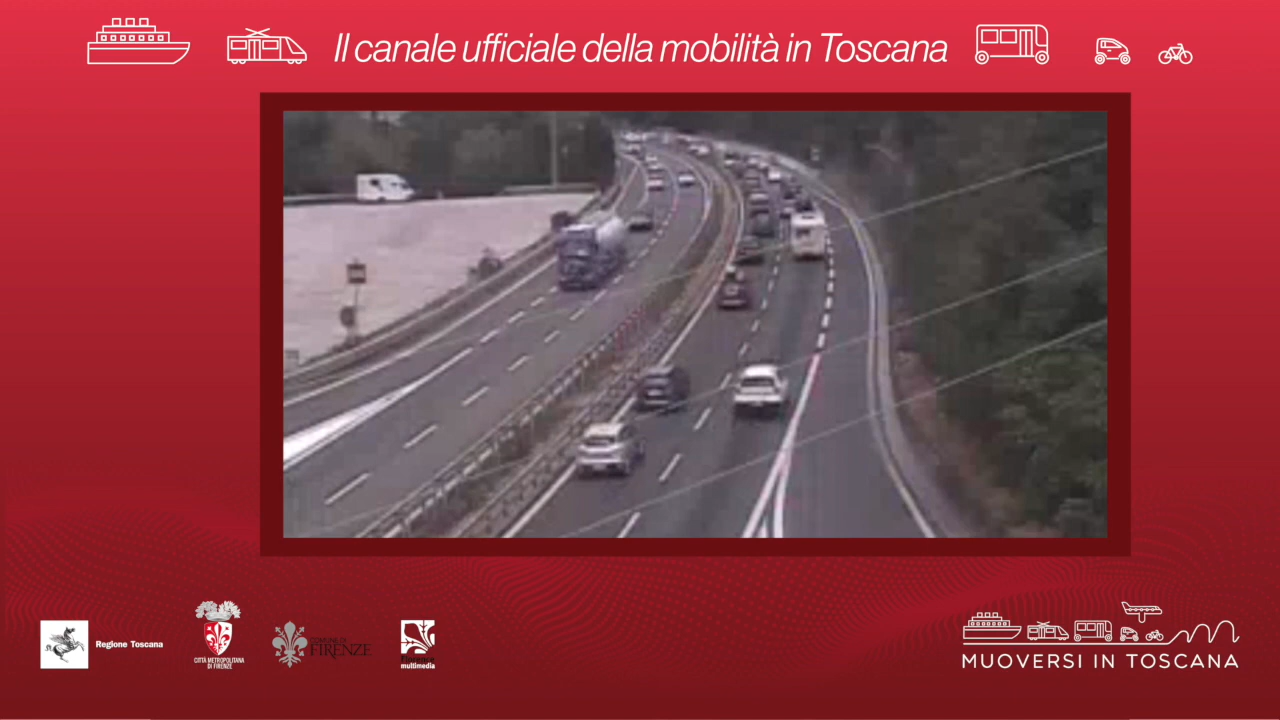 Il canale ufficiale della mobilità in Toscana
Regione Toscana
CITTÀ METROPOLITANA
DI FIRENZE
COMUNE DI
FIRENZE
multimedia
MUOVERSI IN TOSCANA